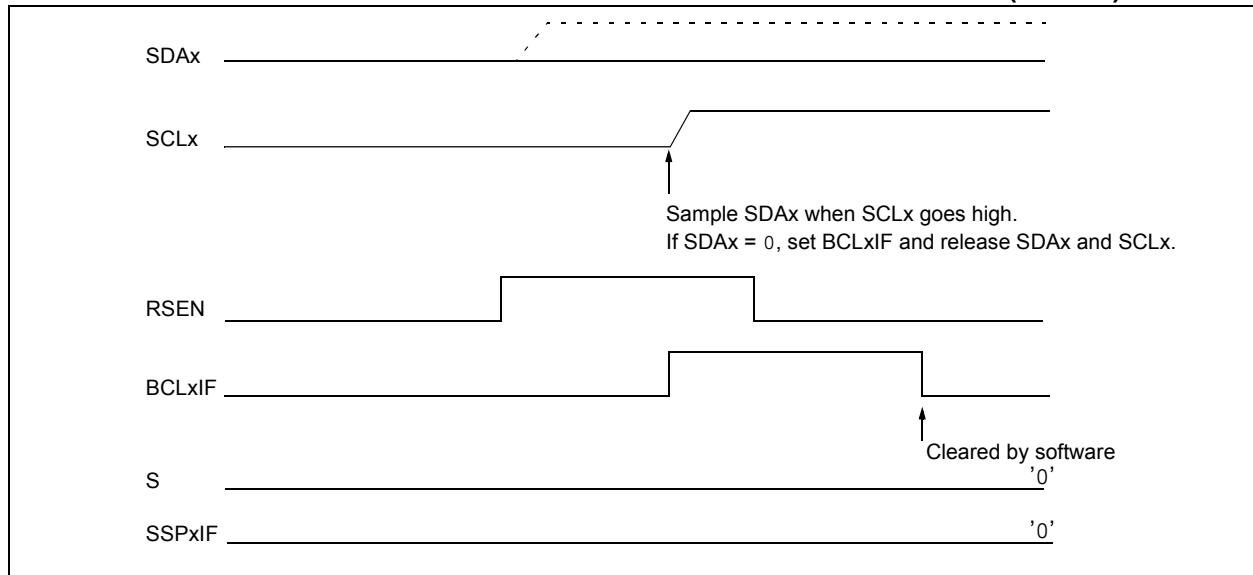 SDAx
SCLx
Sample SDAx when SCLx goes high.
If SDAx = 0, set BCLxIF and release SDAx and SCLx.
RSEN
BCLxIF
Cleared by software
S
'0'
SSPxIF
'0'